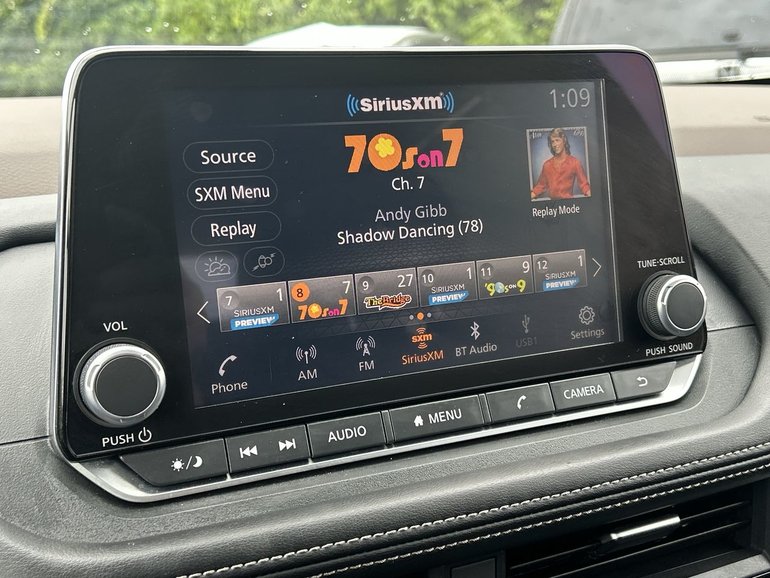 SiriusXM
1:09
Source
SXM Menu
Replay
70s on 7
Ch. 7
Andy Gibb
Shadow Dancing (78)
Replay Mode
7 1
SIRIUSXM
PREVIEW
8 7
70s on 7
9 27
The Bridge
10 1
SIRIUSXM
PREVIEW
11 9
90s on 9
12 1
SIRIUSXM
PREVIEW
Phone
AM
FM
sxm
SiriusXM
BT Audio
USB1
Settings
VOL
PUSH
TUNE·SCROLL
PUSH SOUND
AUDIO
MENU
CAMERA